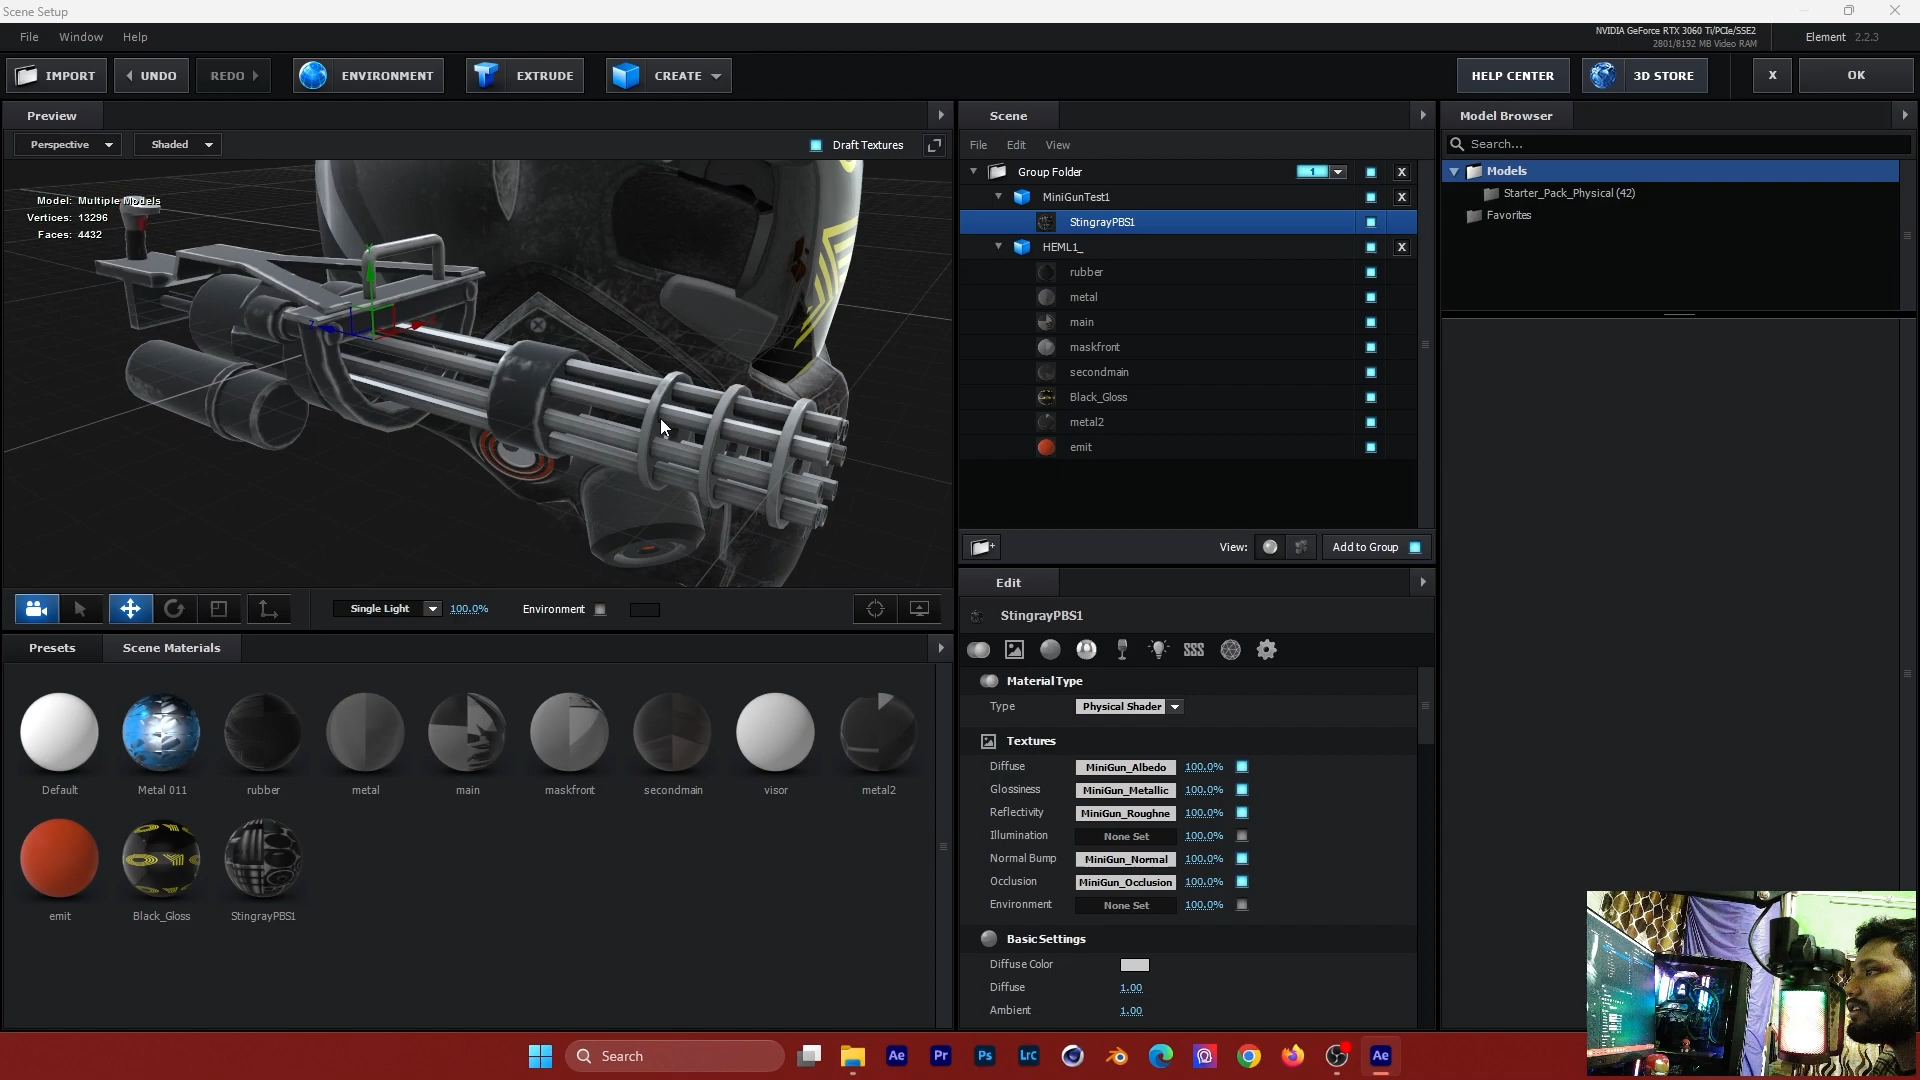 Scene Setup
File Window Help
NVIDIA GeForce RTX 3060 Ti/PCIe/SSE2
2801/8192 MB Video RAM
Element 2.2.3
IMPORT UNDO REDO ENVIRONMENT EXTRUDE CREATE HELP CENTER 3D STORE X OK
Preview
Perspective Shaded Draft Textures
Model: Multiple Models
Vertices: 13296
Faces: 4432
Single Light 100.0% Environment
Presets Scene Materials
Default Metal 011 rubber metal main maskfront secondmain visor metal2
emit Black_Gloss StingrayPBS1
Scene
File Edit View
Group Folder 1 X
MiniGunTest1 X
StingrayPBS1
HEML1_ X
rubber
metal
main
maskfront
secondmain
Black_Gloss
metal2
emit
View: Add to Group
Edit
StingrayPBS1
SSS
Material Type
Type Physical Shader
Textures
Diffuse MiniGun_Albedo 100.0%
Glossiness MiniGun_Metallic 100.0%
Reflectivity MiniGun_Roughne 100.0%
Illumination None Set 100.0%
Normal Bump MiniGun_Normal 100.0%
Occlusion MiniGun_Occlusion 100.0%
Environment None Set 100.0%
Basic Settings
Diffuse Color
Diffuse 1.00
Ambient 1.00
Model Browser
Search...
Models
Starter_Pack_Physical (42)
Favorites
Search
Ae Pr Ps LrC Ae